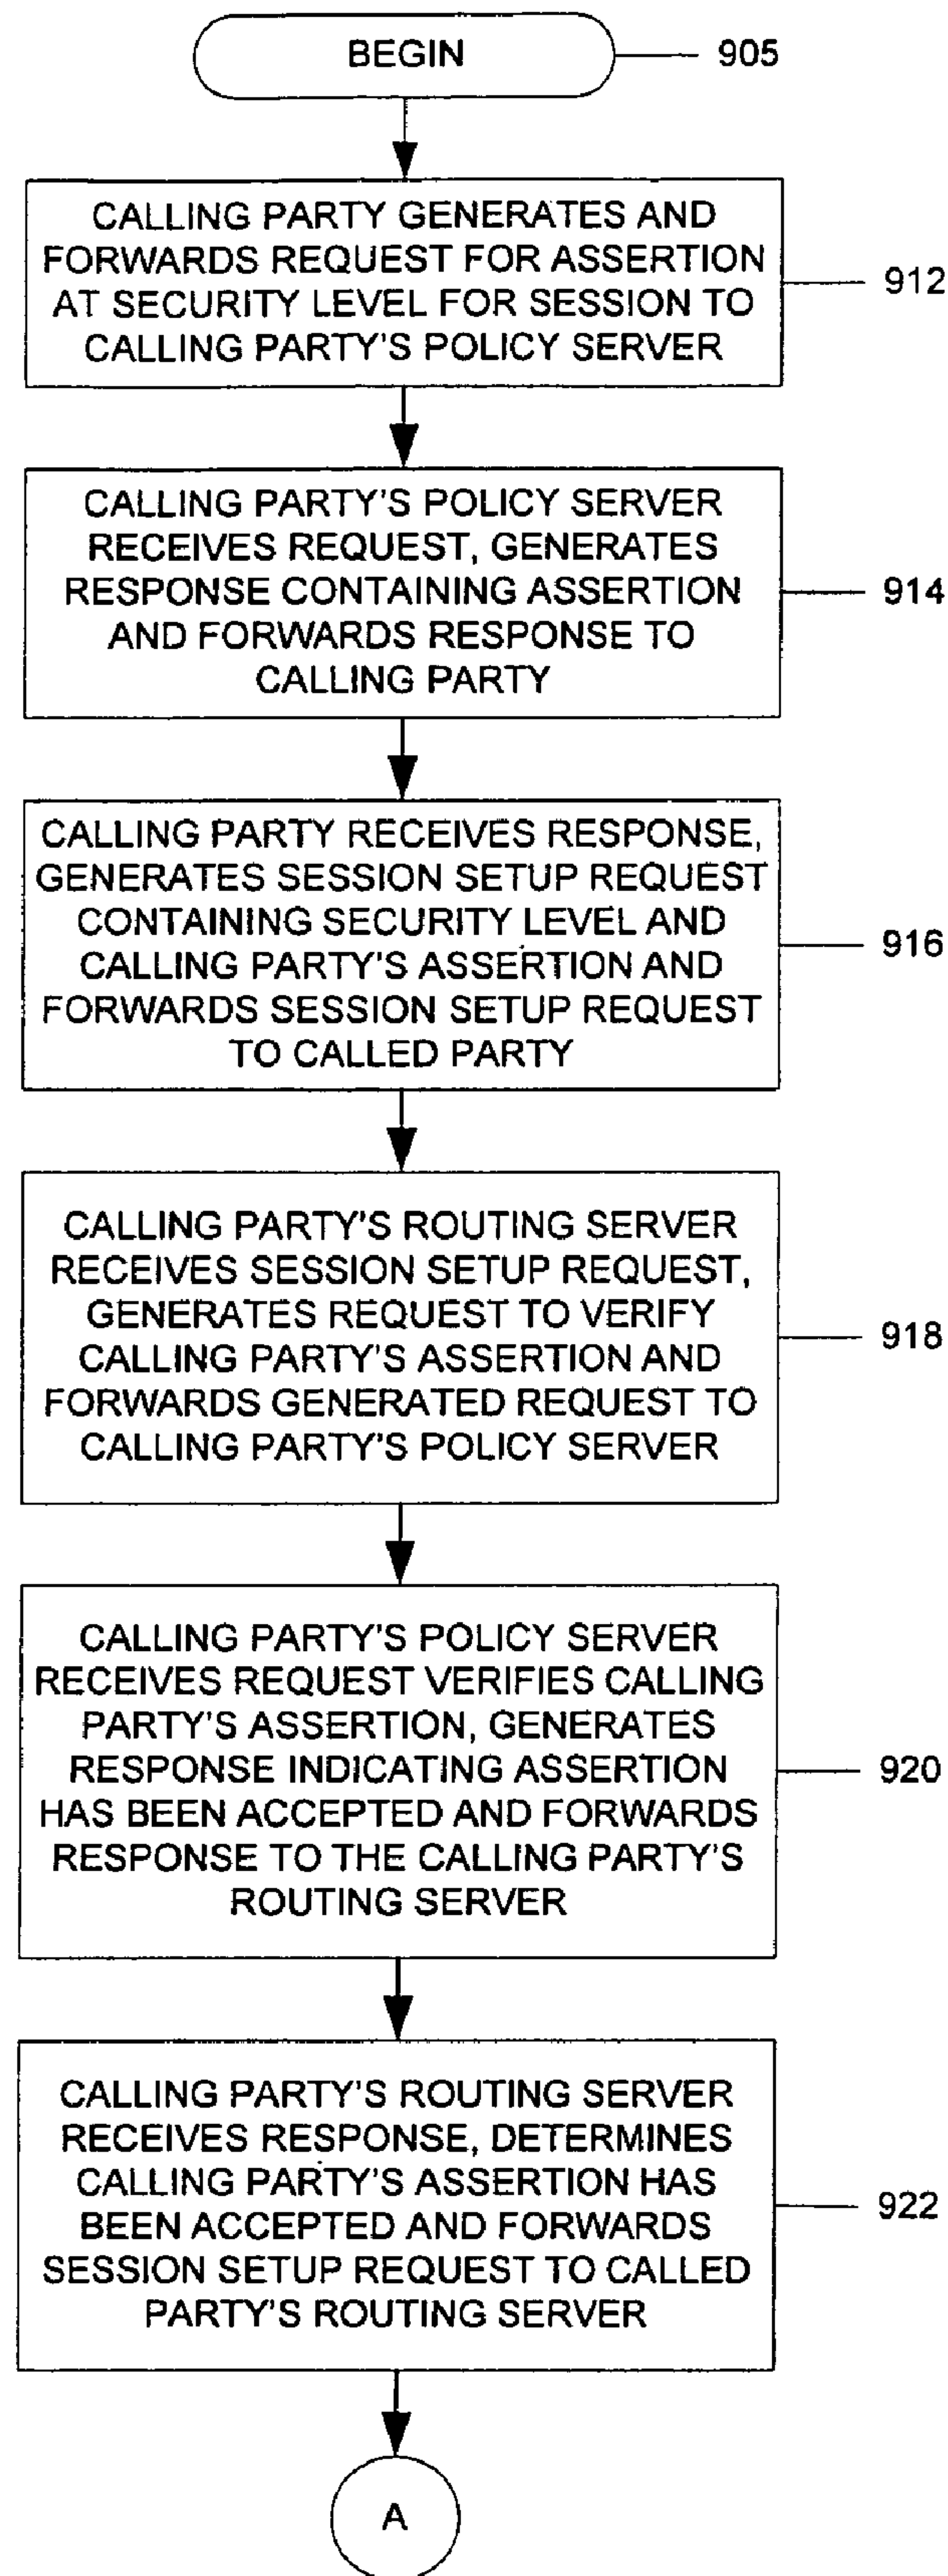 BEGIN
905
CALLING PARTY GENERATES AND
FORWARDS REQUEST FOR ASSERTION
AT SECURITY LEVEL FOR SESSION TO
CALLING PARTY'S POLICY SERVER
912
CALLING PARTY'S POLICY SERVER
RECEIVES REQUEST, GENERATES
RESPONSE CONTAINING ASSERTION
AND FORWARDS RESPONSE TO
CALLING PARTY
914
CALLING PARTY RECEIVES RESPONSE,
GENERATES SESSION SETUP REQUEST
CONTAINING SECURITY LEVEL AND
CALLING PARTY'S ASSERTION AND
FORWARDS SESSION SETUP REQUEST
TO CALLED PARTY
916
CALLING PARTY'S ROUTING SERVER
RECEIVES SESSION SETUP REQUEST,
GENERATES REQUEST TO VERIFY
CALLING PARTY'S ASSERTION AND
FORWARDS GENERATED REQUEST TO
CALLING PARTY'S POLICY SERVER
918
CALLING PARTY'S POLICY SERVER
RECEIVES REQUEST VERIFIES CALLING
PARTY'S ASSERTION, GENERATES
RESPONSE INDICATING ASSERTION
HAS BEEN ACCEPTED AND FORWARDS
RESPONSE TO THE CALLING PARTY'S
ROUTING SERVER
920
CALLING PARTY'S ROUTING SERVER
RECEIVES RESPONSE, DETERMINES
CALLING PARTY'S ASSERTION HAS
BEEN ACCEPTED AND FORWARDS
SESSION SETUP REQUEST TO CALLED
PARTY'S ROUTING SERVER
922
A